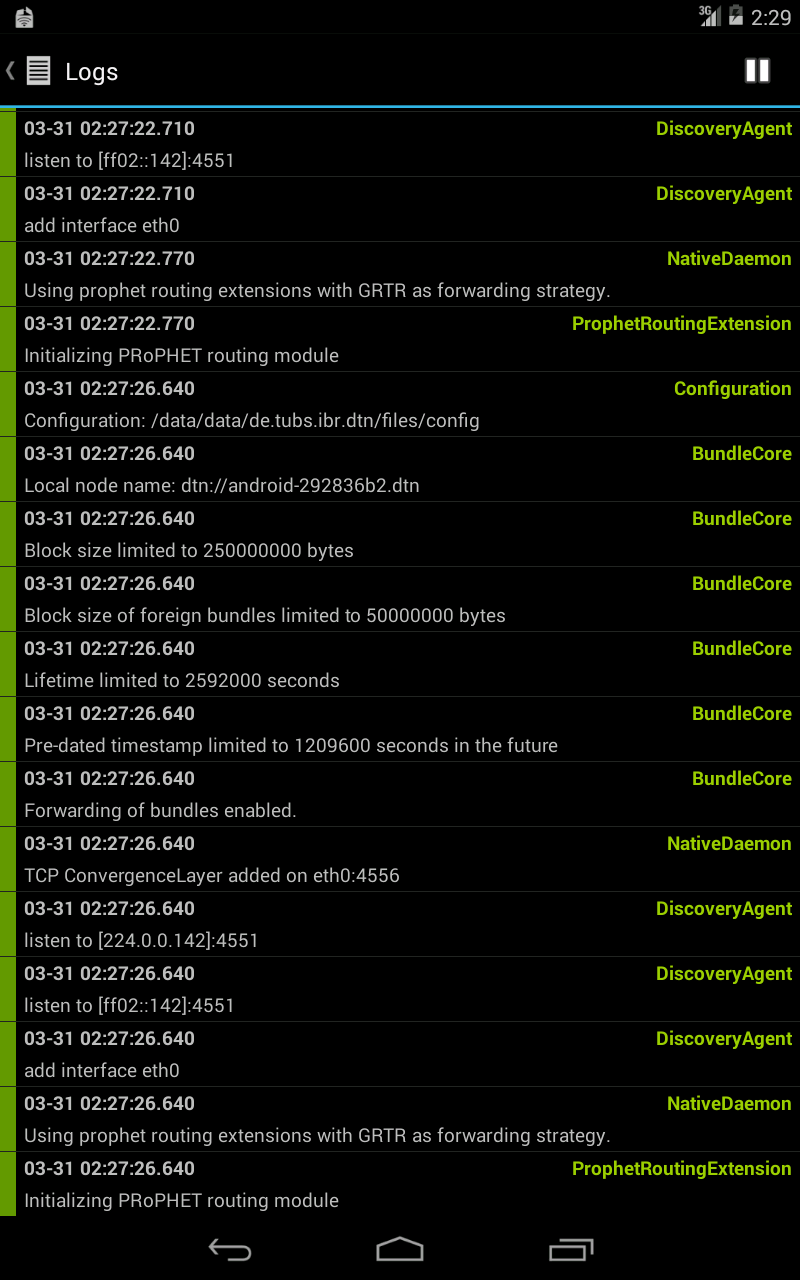 3G 2:29
Logs
03-31 02:27:22.710 DiscoveryAgent
listen to [ff02::142]:4551
03-31 02:27:22.710 DiscoveryAgent
add interface eth0
03-31 02:27:22.770 NativeDaemon
Using prophet routing extensions with GRTR as forwarding strategy.
03-31 02:27:22.770 ProphetRoutingExtension
Initializing PRoPHET routing module
03-31 02:27:26.640 Configuration
Configuration: /data/data/de.tubs.ibr.dtn/files/config
03-31 02:27:26.640 BundleCore
Local node name: dtn://android-292836b2.dtn
03-31 02:27:26.640 BundleCore
Block size limited to 250000000 bytes
03-31 02:27:26.640 BundleCore
Block size of foreign bundles limited to 50000000 bytes
03-31 02:27:26.640 BundleCore
Lifetime limited to 2592000 seconds
03-31 02:27:26.640 BundleCore
Pre-dated timestamp limited to 1209600 seconds in the future
03-31 02:27:26.640 BundleCore
Forwarding of bundles enabled.
03-31 02:27:26.640 NativeDaemon
TCP ConvergenceLayer added on eth0:4556
03-31 02:27:26.640 DiscoveryAgent
listen to [224.0.0.142]:4551
03-31 02:27:26.640 DiscoveryAgent
listen to [ff02::142]:4551
03-31 02:27:26.640 DiscoveryAgent
add interface eth0
03-31 02:27:26.640 NativeDaemon
Using prophet routing extensions with GRTR as forwarding strategy.
03-31 02:27:26.640 ProphetRoutingExtension
Initializing PRoPHET routing module